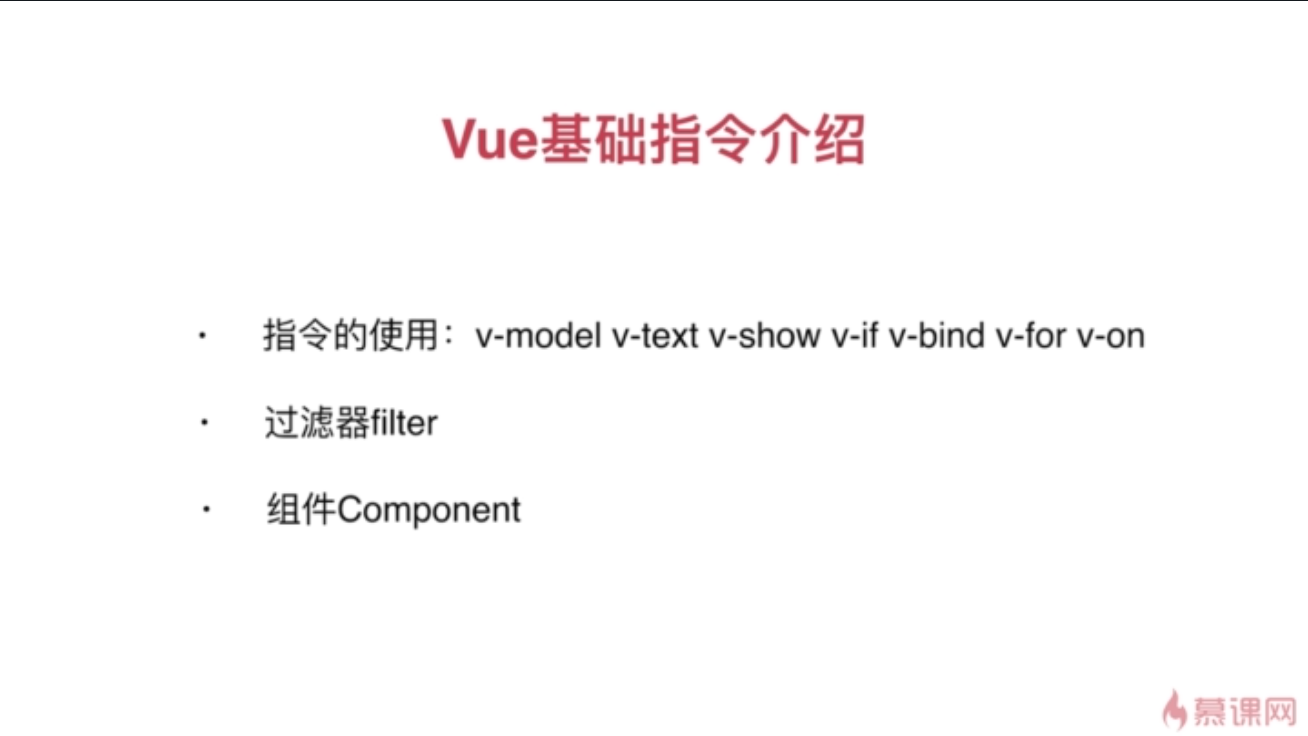 Vue基础指令介绍
· 指令的使用：v-model v-text v-show v-if v-bind v-for v-on
· 过滤器filter
· 组件Component
慕课网